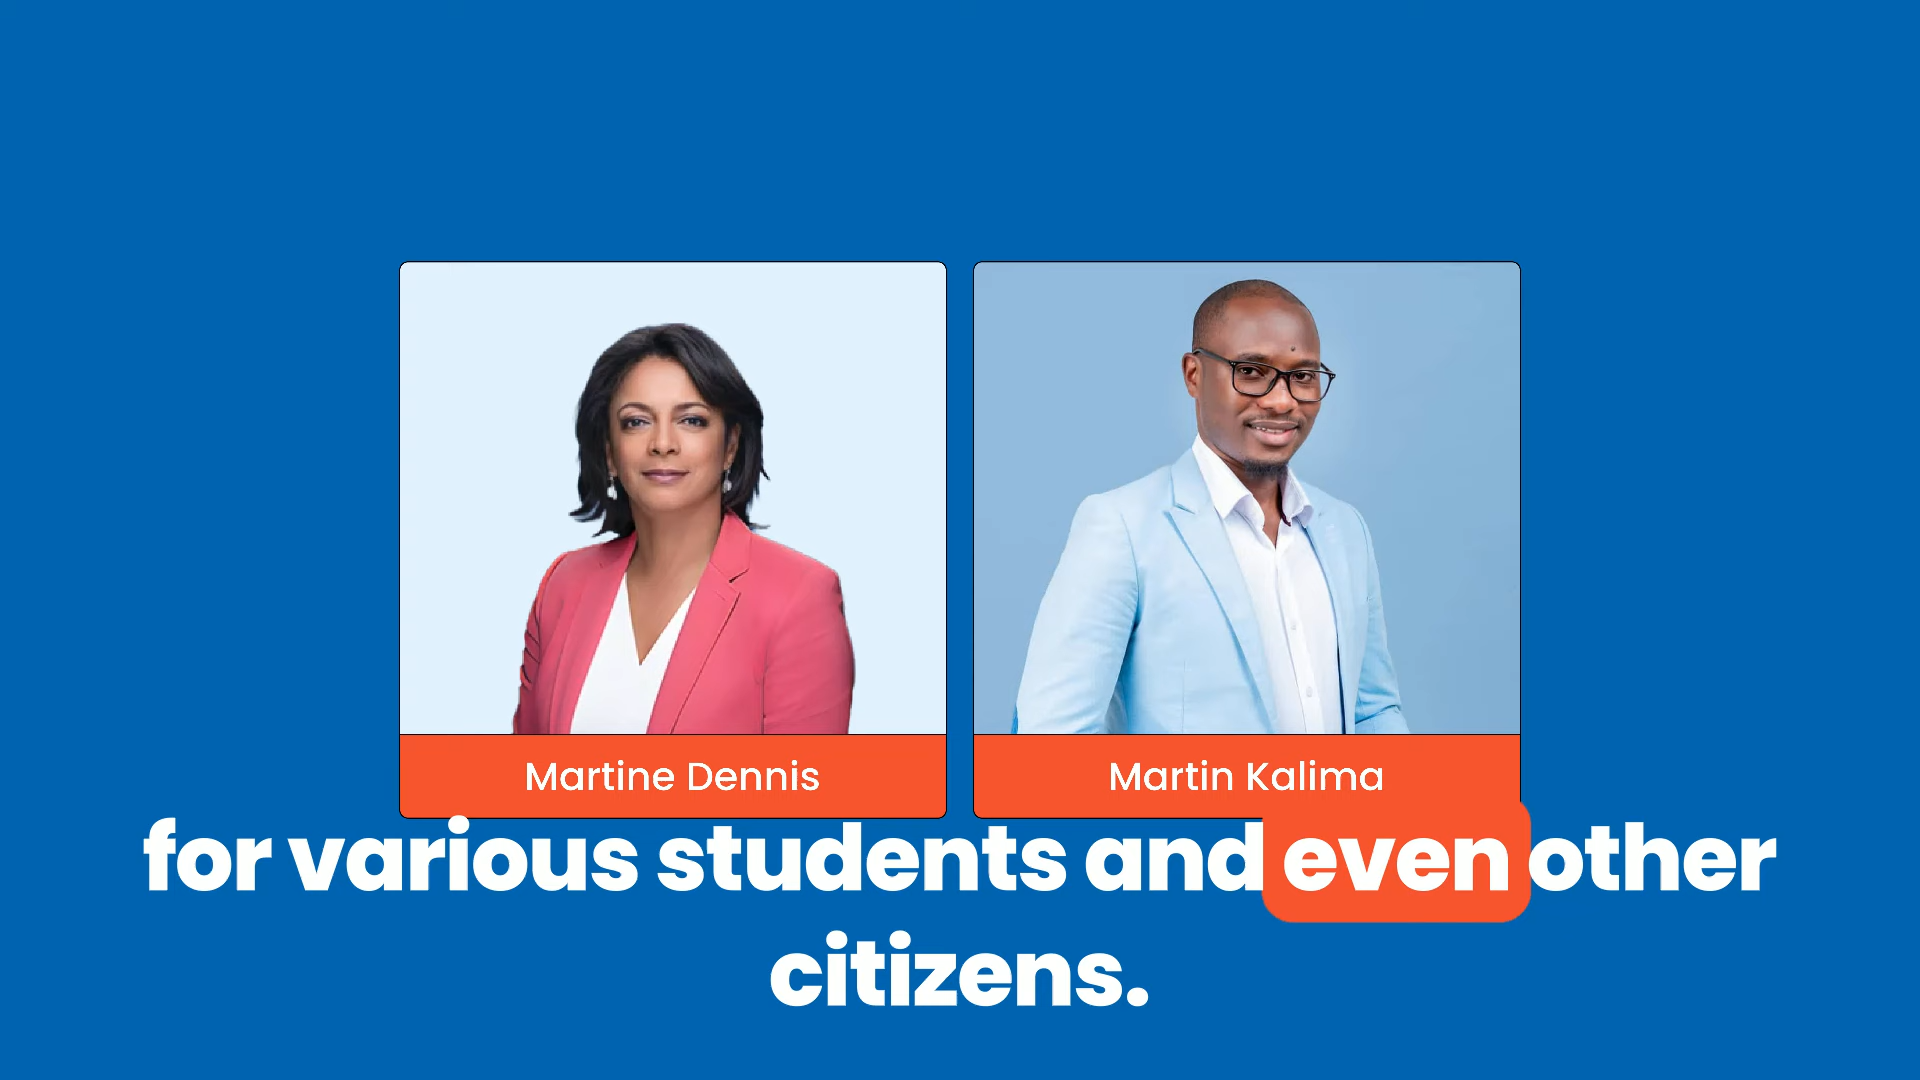 Martine Dennis
Martin Kalima
for various students and even other
citizens.